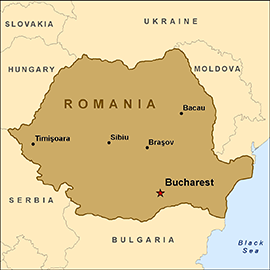 SLOVAKIA
UKRAINE
HUNGARY
MOLDOVA
ROMANIA
Bacau
Timişoara
Sibiu
Braşov
Bucharest
SERBIA
BULGARIA
Black
Sea